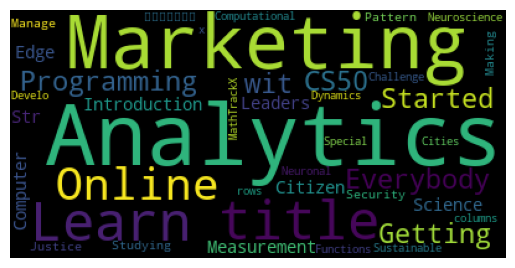 Manage
Computational
Pattern
Neuroscience
Marketing
x
Edge
Making
Programming
wit
CS50
Challenge
Develo
Introduction
Leaders
Dynamics
Started
Str
MathTrackX
Analytics
Special
Cities
Computer
Online
Neuronal
Everybody
rows
Citizen
Security
Science
Learn
title
columns
Getting
Justice
Studying
Measurement
Functions
Sustainable